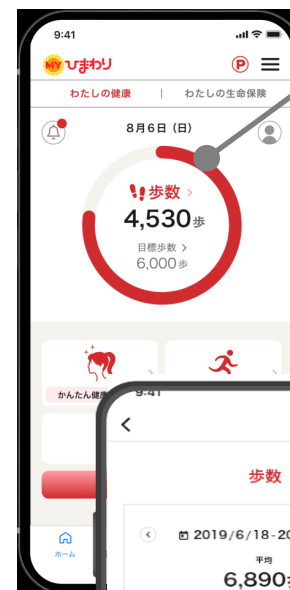 9:41
MY ひまわり
P
わたしの健康 | わたしの生命保険
8月6日（日）
歩数 >
4,530歩
目標歩数 >
6,000歩
かんたん健
9:41
歩数
2019/6/18-20
平均
6,890
ホーム